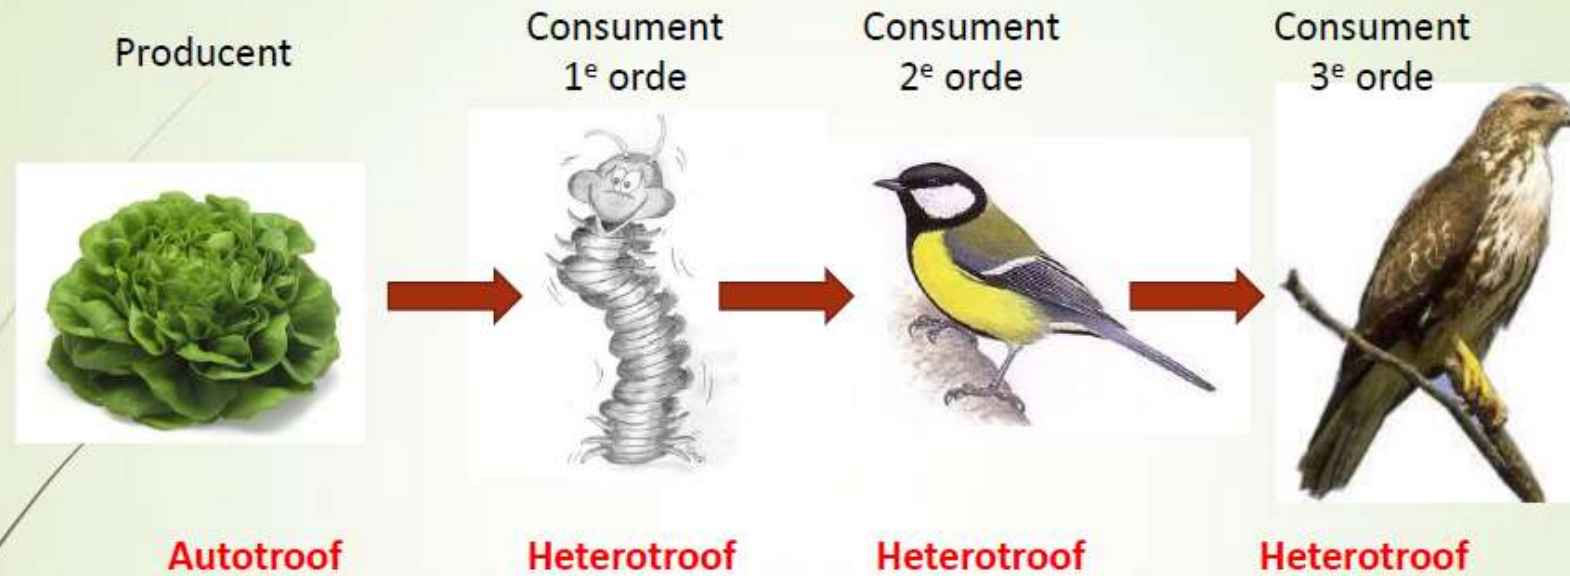 Producent
Consument
1ᵉ orde
Consument
2ᵉ orde
Consument
3ᵉ orde
Autotroof
Heterotroof
Heterotroof
Heterotroof